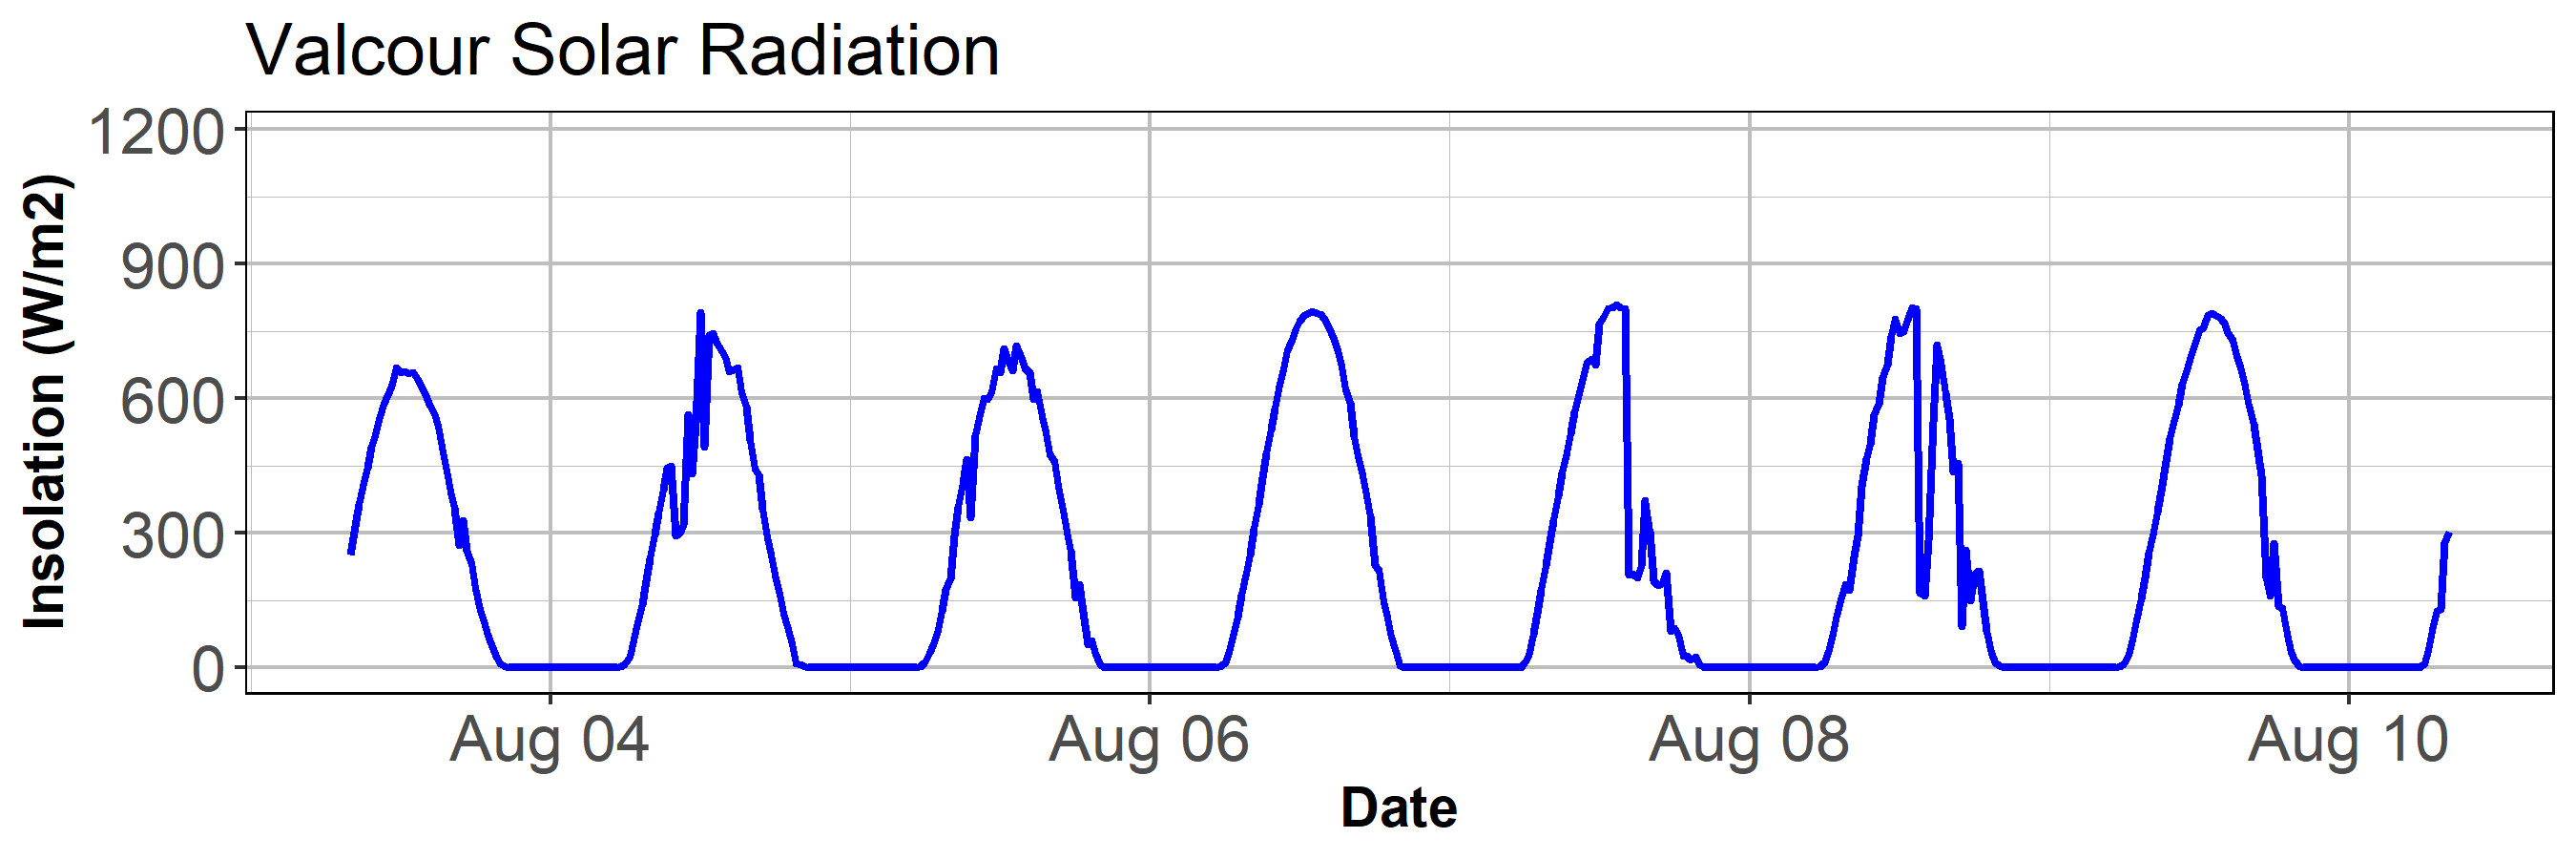 Valcour Solar Radiation
1200
900
600
300
0
Insolation (W/m2)
Aug 04 Aug 06 Aug 08 Aug 10
Date